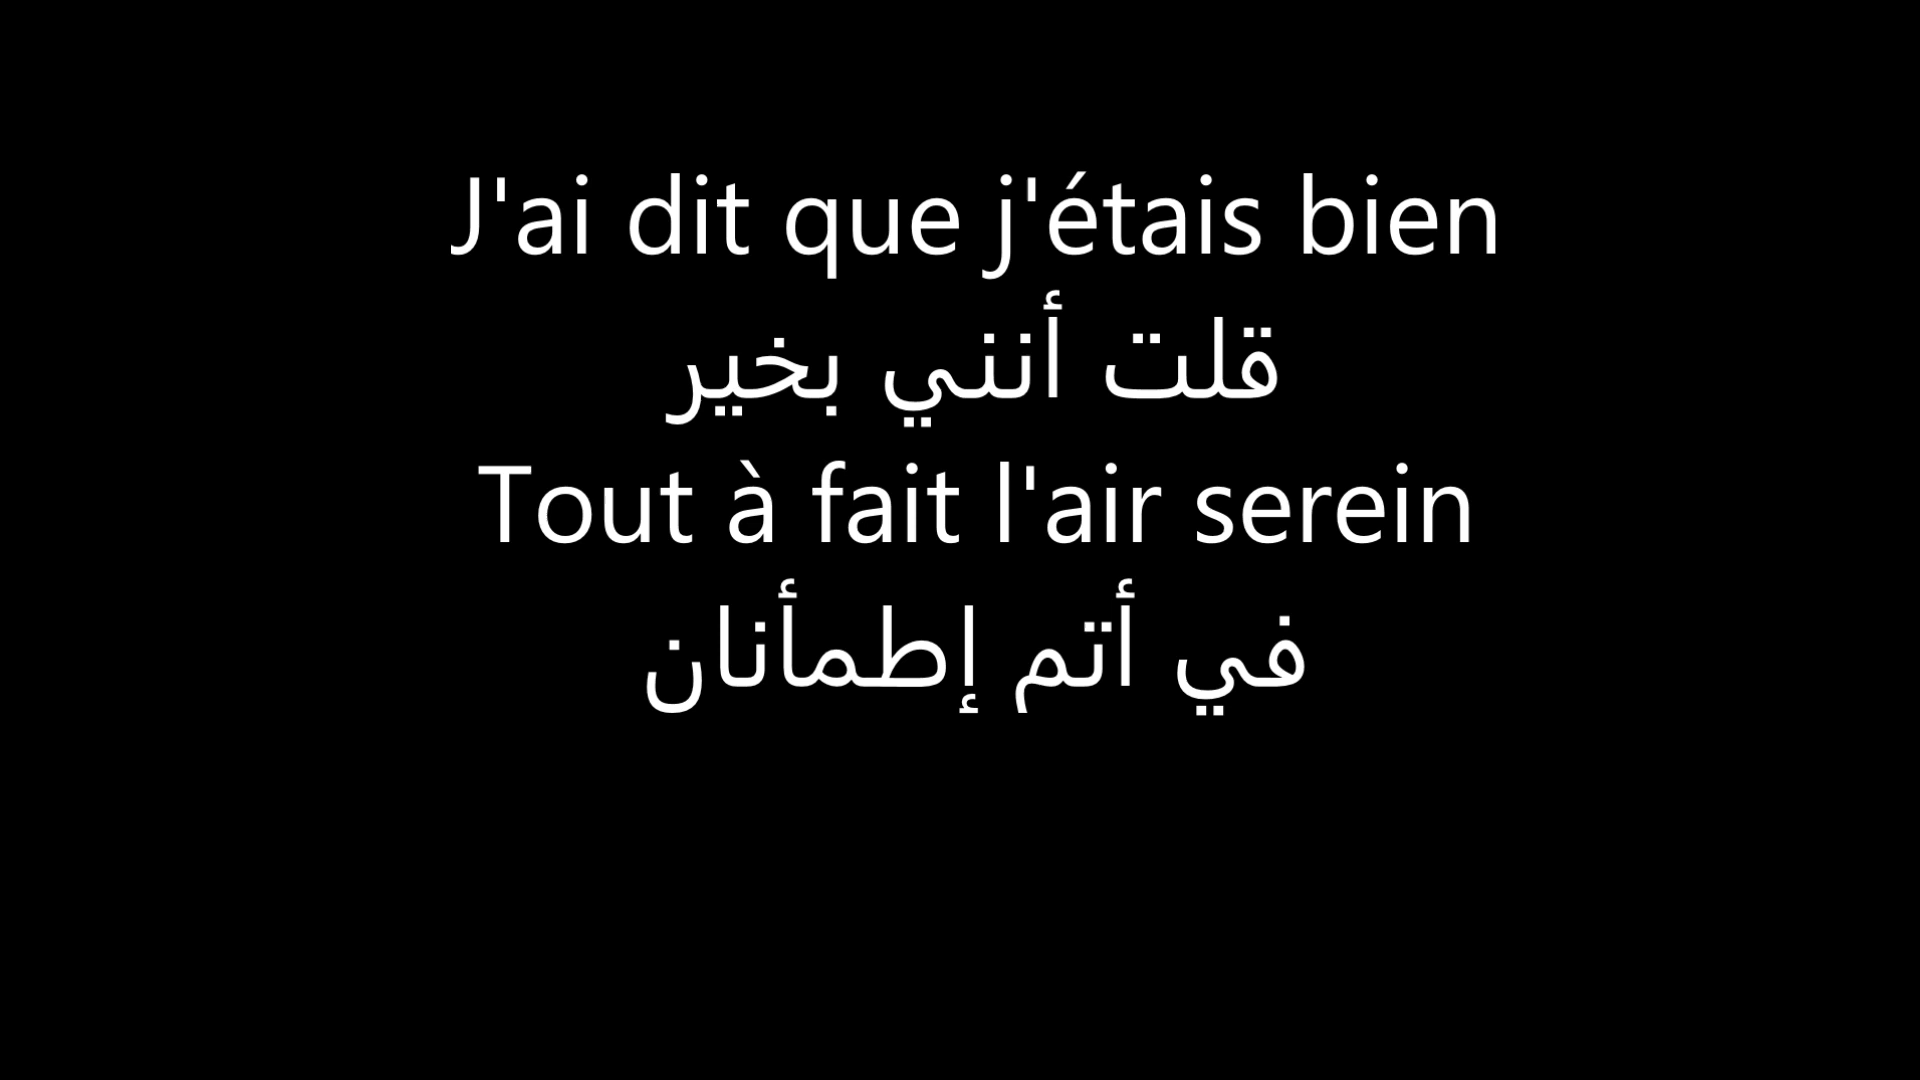 J'ai dit que j'étais bien
قلت أنني بخير
Tout à fait l'air serein
في أتم إطمأنان